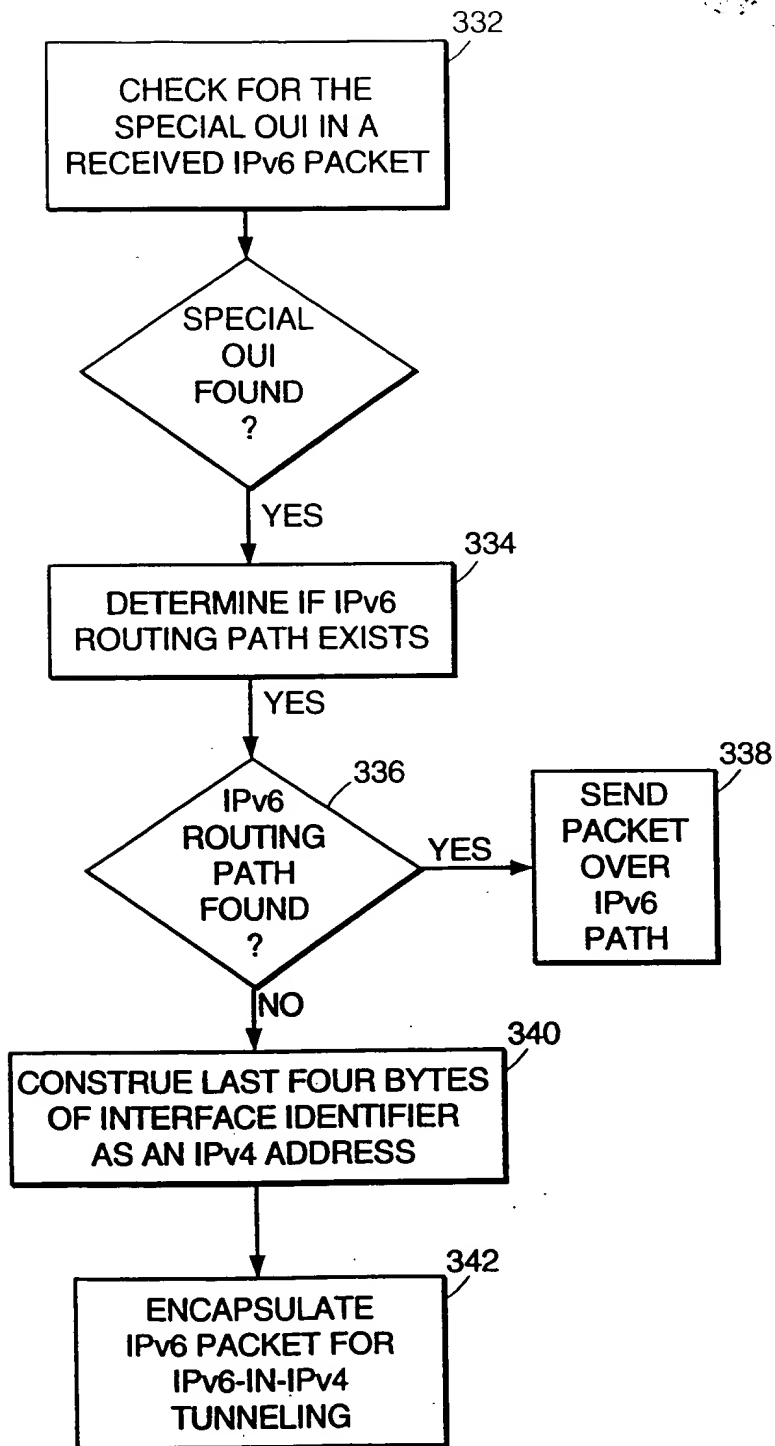 332
CHECK FOR THE
SPECIAL OUI IN A
RECEIVED IPv6 PACKET
SPECIAL
OUI
FOUND
?
YES
334
DETERMINE IF IPv6
ROUTING PATH EXISTS
YES
336
IPv6
ROUTING
PATH
FOUND
?
YES
338
SEND
PACKET
OVER
IPv6
PATH
NO
340
CONSTRUE LAST FOUR BYTES
OF INTERFACE IDENTIFIER
AS AN IPv4 ADDRESS
342
ENCAPSULATE
IPv6 PACKET FOR
IPv6-IN-IPv4
TUNNELING